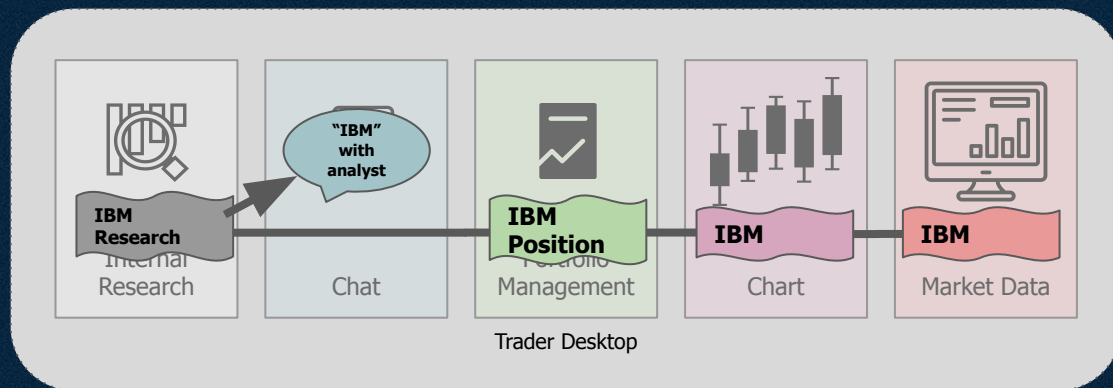 “IBM”
with
analyst
IBM
Research
IBM
Position
IBM
IBM
Internal
Research
Chat
Portfolio
Management
Chart
Market Data
Trader Desktop